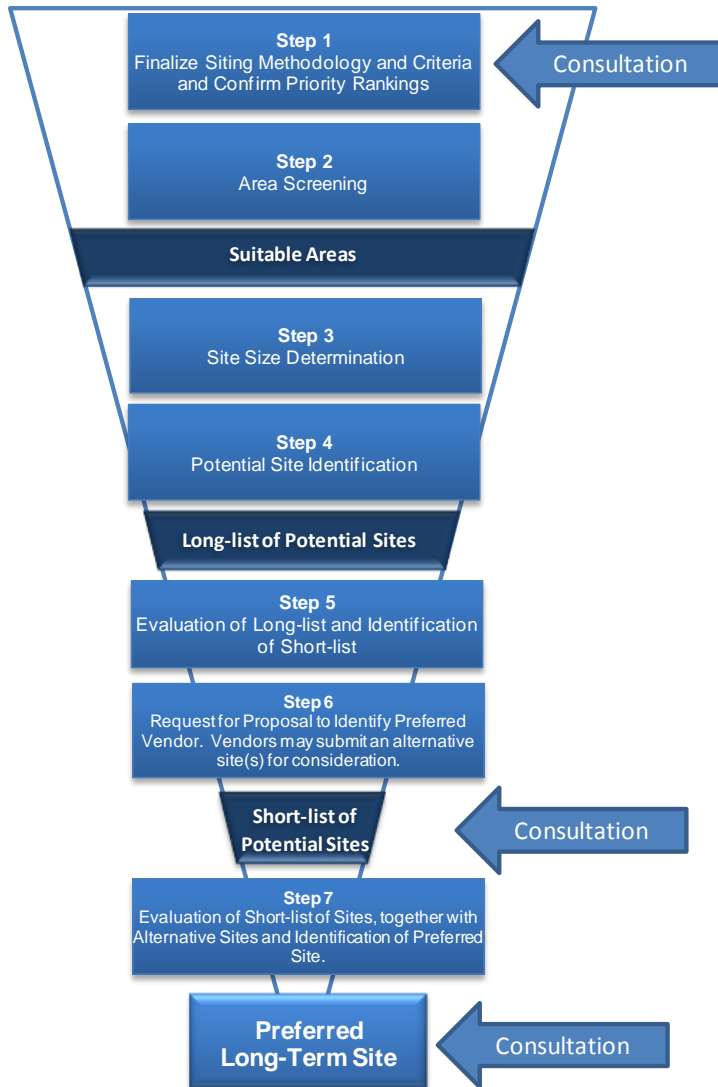 Step 1
Finalize Siting Methodology and Criteria
and Confirm Priority Rankings
Consultation
Step 2
Area Screening
Suitable Areas
Step 3
Site Size Determination
Step 4
Potential Site Identification
Long-list of Potential Sites
Step 5
Evaluation of Long-list and Identification
of Short-list
Step 6
Request for Proposal to Identify Preferred
Vendor. Vendors may submit an alternative
site(s) for consideration.
Short-list of
Potential Sites
Consultation
Step 7
Evaluation of Short-list of Sites, together with
Alternative Sites and Identification of Preferred
Site.
Preferred
Long-Term Site
Consultation